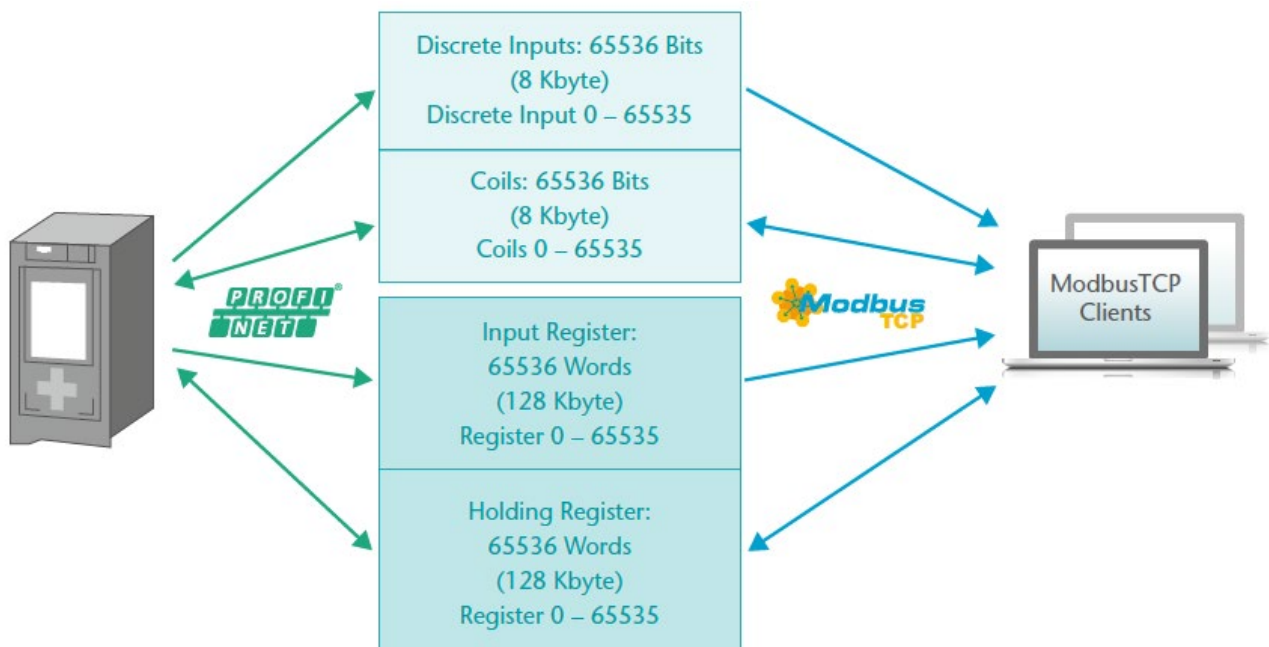 Discrete Inputs: 65536 Bits
(8 Kbyte)
Discrete Input 0 – 65535
Coils: 65536 Bits
(8 Kbyte)
Coils 0 – 65535
PROFI®
NET
Modbus
TCP
ModbusTCP
Clients
Input Register:
65536 Words
(128 Kbyte)
Register 0 – 65535
Holding Register:
65536 Words
(128 Kbyte)
Register 0 – 65535